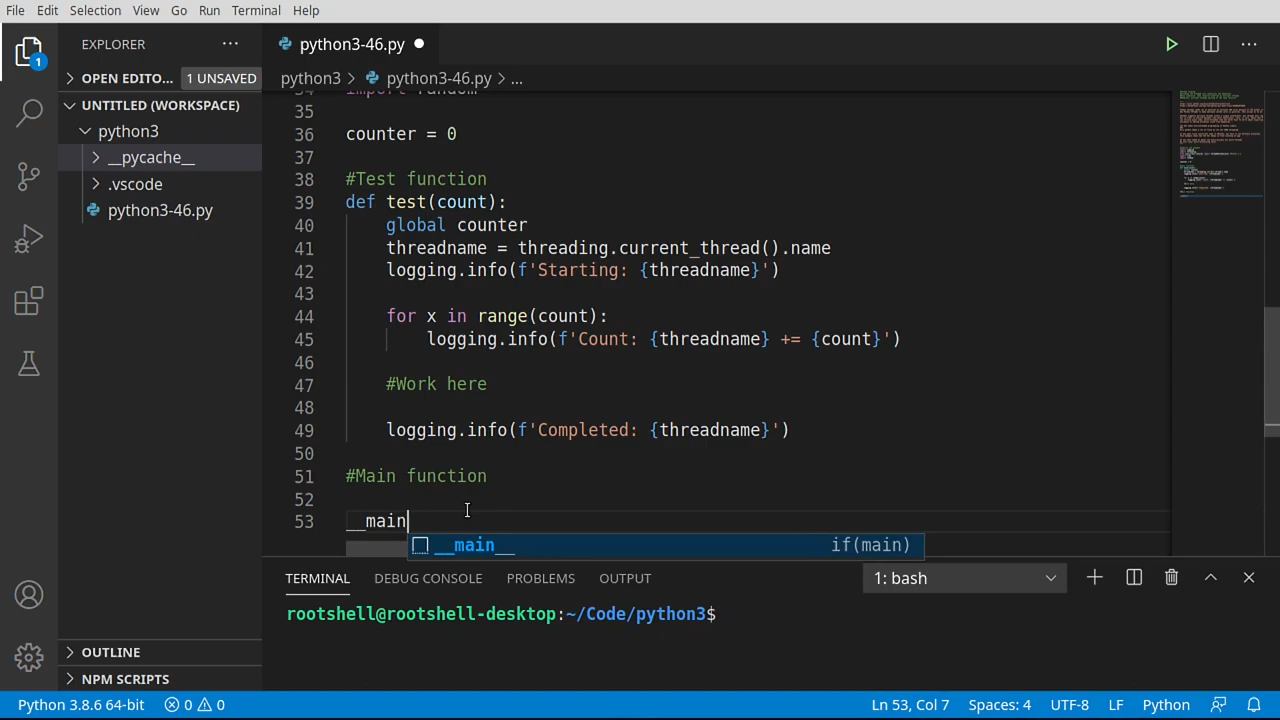 File Edit Selection View Go Run Terminal Help
EXPLORER
python3-46.py
OPEN EDITO... 1 UNSAVED
python3 > python3-46.py > ...
UNTITLED (WORKSPACE)
python3
__pycache__
.vscode
python3-46.py
34 import random
35
36 counter = 0
37
38 #Test function
39 def test(count):
40 global counter
41 threadname = threading.current_thread().name
42 logging.info(f'Starting: {threadname}')
43
44 for x in range(count):
45 logging.info(f'Count: {threadname} += {count}')
46
47 #Work here
48
49 logging.info(f'Completed: {threadname}')
50
51 #Main function
52
53 __main
__main__ if(main)
1
TERMINAL DEBUG CONSOLE PROBLEMS OUTPUT 1: bash
rootshell@rootshell-desktop:~/Code/python3$
OUTLINE
NPM SCRIPTS
Python 3.8.6 64-bit 0 0 Ln 53, Col 7 Spaces: 4 UTF-8 LF Python